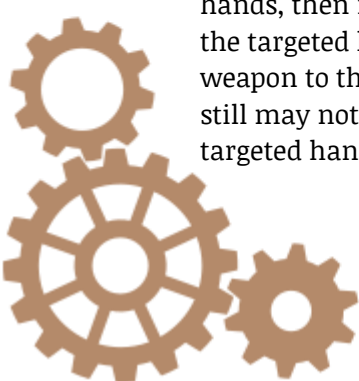 hands, then
the targeted
weapon to th
still may not
targeted han